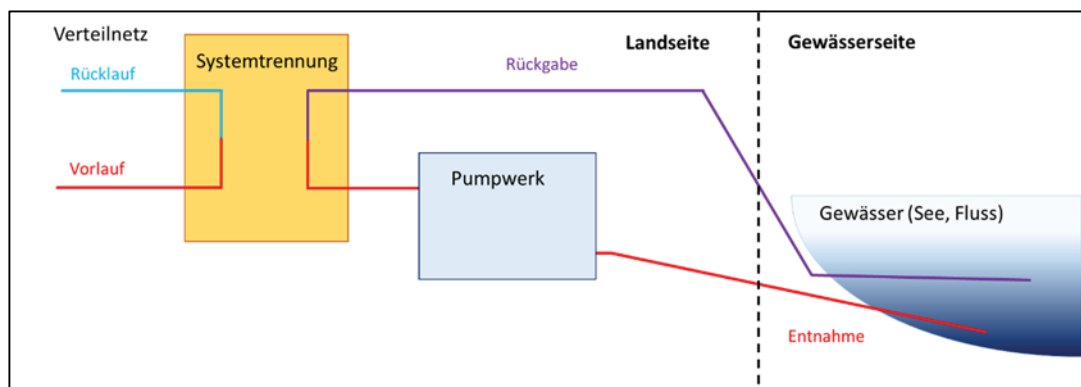 Verteilnetz
Systemtrennung
Landseite
Gewässerseite
Rücklauf
Rückgabe
Vorlauf
Pumpwerk
Gewässer (See, Fluss)
Entnahme